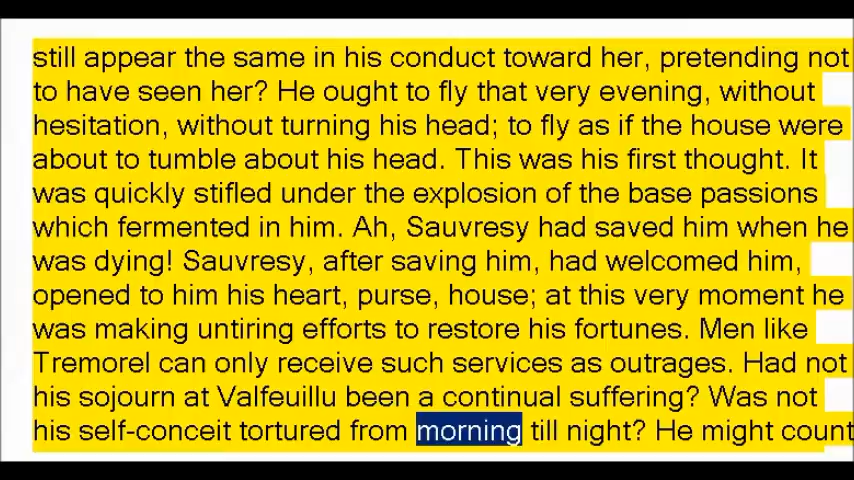 still appear the same in his conduct toward her, pretending not
to have seen her? He ought to fly that very evening, without
hesitation, without turning his head; to fly as if the house were
about to tumble about his head. This was his first thought. It
was quickly stifled under the explosion of the base passions
which fermented in him. Ah, Sauvresy had saved him when he
was dying! Sauvresy, after saving him, had welcomed him,
opened to him his heart, purse, house; at this very moment he
was making untiring efforts to restore his fortunes. Men like
Tremorel can only receive such services as outrages. Had not
his sojourn at Valfeuillu been a continual suffering? Was not
his self-conceit tortured from morning till night? He might count